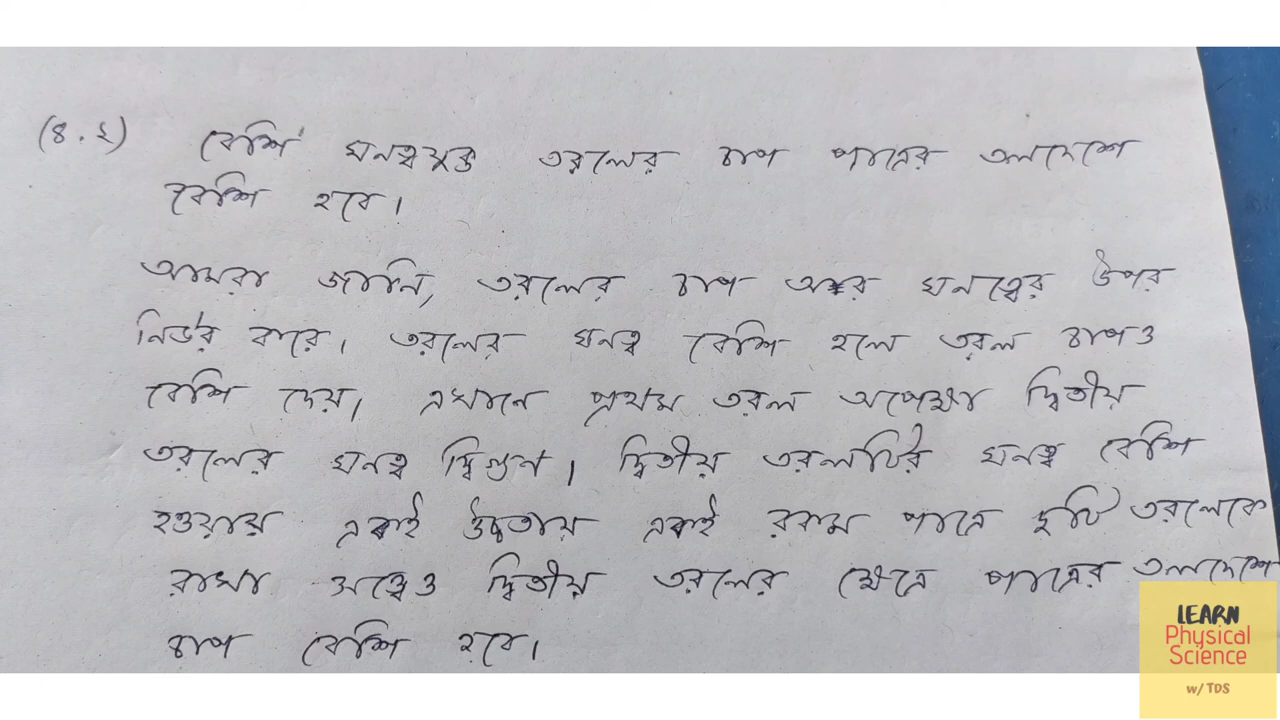 (৪.২) বেশি ঘনত্বযুক্ত তরলের চাপ পাত্রের তলদেশে
বেশি হবে।
আমরা জানি, তরলের চাপ তার ঘনত্বের উপর
নির্ভর করে। তরলের ঘনত্ব বেশি হলে তরল চাপও
বেশি দেয়। এখানে প্রথম তরল অপেক্ষা দ্বিতীয়
তরলের ঘনত্ব দ্বিগুন। দ্বিতীয় তরলটির ঘনত্ব বেশি
হওয়ায় একই উচ্চতায় একই রকম পাত্রে দুটি তরলকে
রাখা সত্ত্বেও দ্বিতীয় তরলের ক্ষেত্রে পাত্রের তলদেশে
চাপ বেশি হবে।
LEARN
Physical
Science
w/ TDS